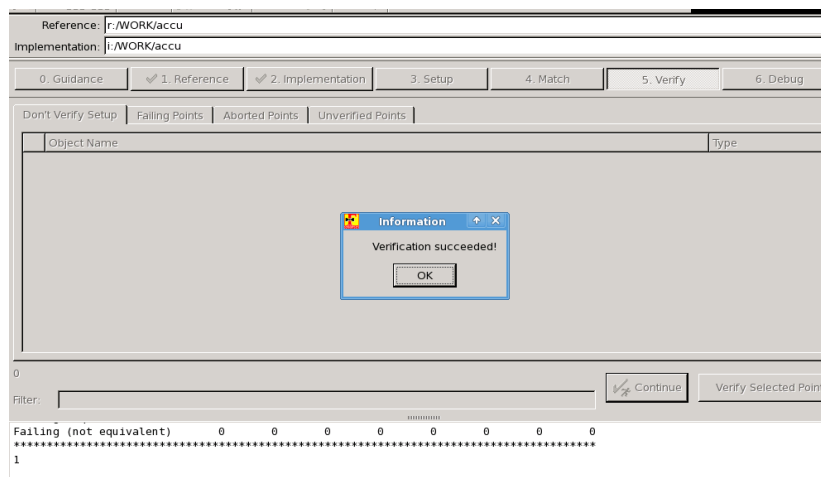 Reference: r:/WORK/accu
Implementation: i:/WORK/accu
0. Guidance 1. Reference 2. Implementation 3. Setup 4. Match 5. Verify 6. Debug
Don't Verify Setup Failing Points Aborted Points Unverified Points
Object Name Type
Information
Verification succeeded!
OK
0
Continue Verify Selected Poin
Filter:
Failing (not equivalent) 0 0 0 0 0 0 0 0
****************************************************************************************
1